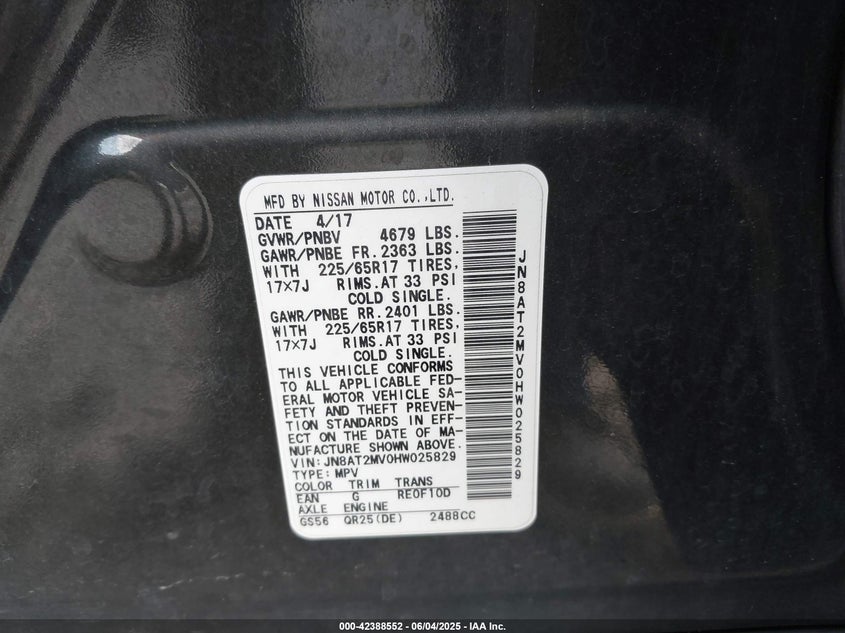 MFD BY NISSAN MOTOR CO.,LTD.
DATE 4/17
GVWR/PNBV 4679 LBS.
GAWR/PNBE FR. 2363 LBS.
WITH 225/65R17 TIRES,
17×7J RIMS.AT 33 PSI
COLD SINGLE.
GAWR/PNBE RR. 2401 LBS.
WITH 225/65R17 TIRES,
17×7J RIMS.AT 33 PSI
COLD SINGLE.
THIS VEHICLE CONFORMS
TO ALL APPLICABLE FED-
ERAL MOTOR VEHICLE SA-
FETY AND THEFT PREVEN-
TION STANDARDS IN EFF-
ECT ON THE DATE OF MA-
NUFACTURE SHOWN ABOVE.
VIN:JN8AT2MV0HW025829
TYPE:MPV
COLOR TRIM TRANS
EAN G RE0F10D
AXLE ENGINE
GS56 QR25(DE) 2488CC
JN8AT2MV0HW025829
000-42388552 - 06/04/2025 - IAA Inc.